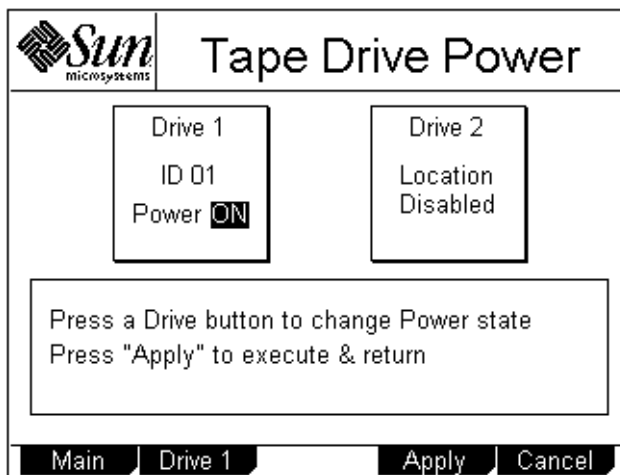 Sun
microsystems
Tape Drive Power
Drive 1
ID 01
Power ON
Drive 2
Location
Disabled
Press a Drive button to change Power state
Press "Apply" to execute & return
Main
Drive 1
Apply
Cancel